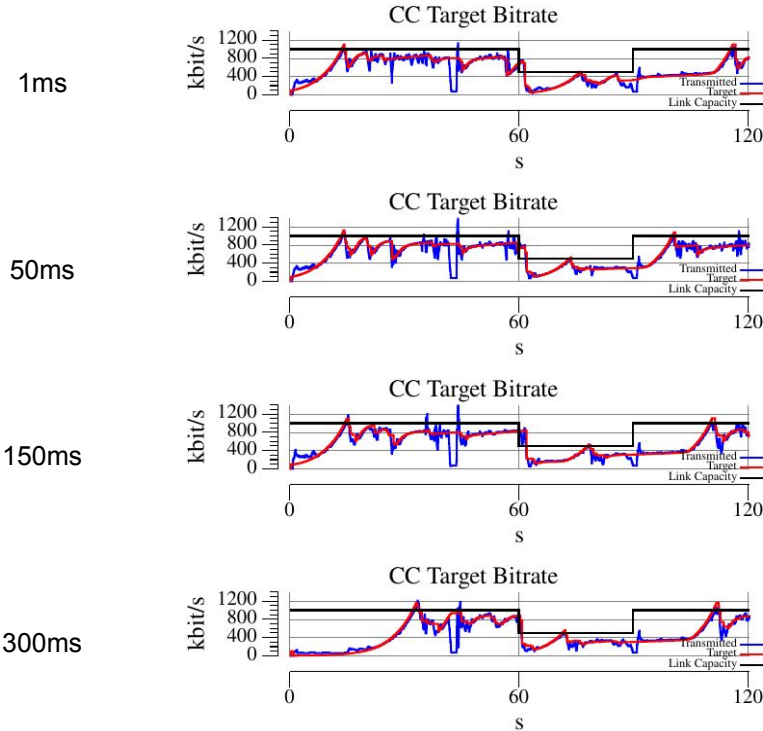 CC Target Bitrate
1200
800
400
0
kbit/s
1ms
Transmitted
Target
Link Capacity
0
60
120
s
CC Target Bitrate
1200
800
400
0
kbit/s
50ms
Transmitted
Target
Link Capacity
0
60
120
s
CC Target Bitrate
1200
800
400
0
kbit/s
150ms
Transmitted
Target
Link Capacity
0
60
120
s
CC Target Bitrate
1200
800
400
0
kbit/s
300ms
Transmitted
Target
Link Capacity
0
60
120
s